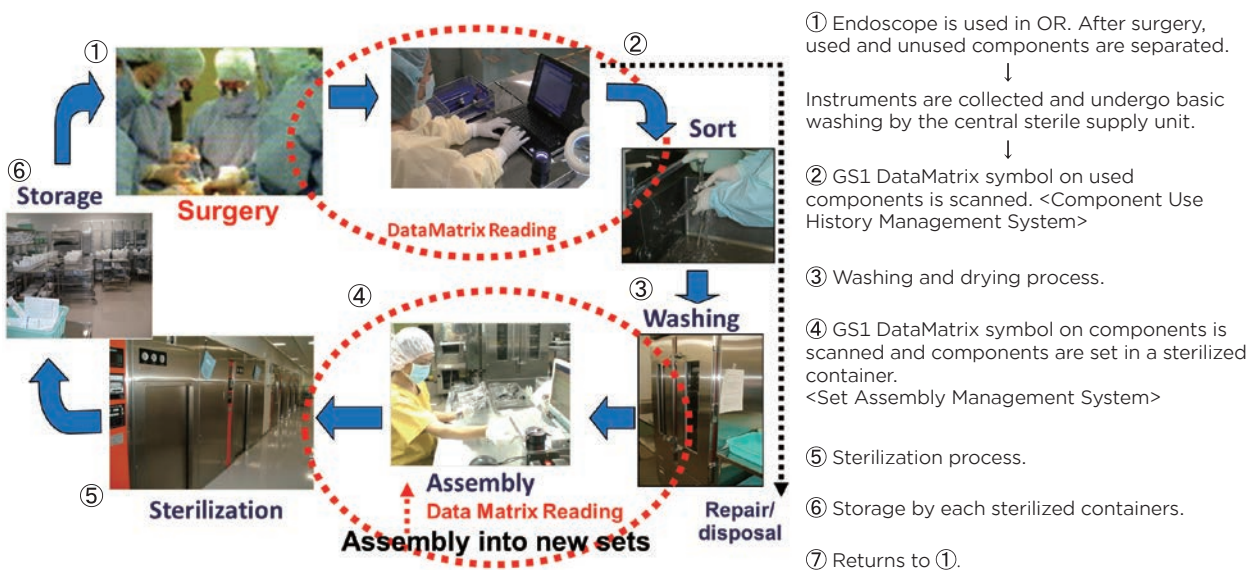 ①
②
Sort
⑥
Storage
Surgery
DataMatrix Reading
④
③
Washing
⑤
Sterilization
Assembly
Data Matrix Reading
Assembly into new sets
Repair/
disposal
① Endoscope is used in OR. After surgery,
used and unused components are separated.
↓
Instruments are collected and undergo basic
washing by the central sterile supply unit.
↓
② GS1 DataMatrix symbol on used
components is scanned. <Component Use
History Management System>
③ Washing and drying process.
④ GS1 DataMatrix symbol on components is
scanned and components are set in a sterilized
container.
<Set Assembly Management System>
⑤ Sterilization process.
⑥ Storage by each sterilized containers.
⑦ Returns to ①.